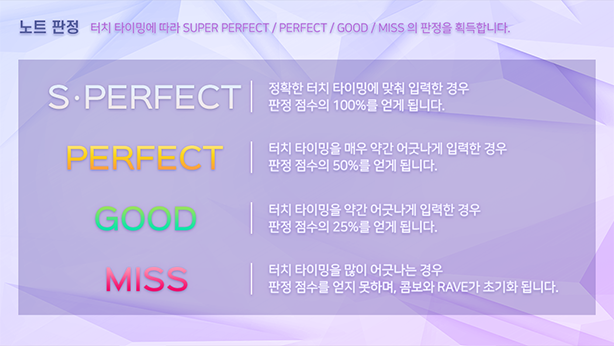 노트 판정 터치 타이밍에 따라 SUPER PERFECT / PERFECT / GOOD / MISS 의 판정을 획득합니다.
S·PERFECT
정확한 터치 타이밍에 맞춰 입력한 경우
판정 점수의 100%를 얻게 됩니다.
PERFECT
터치 타이밍을 매우 약간 어긋나게 입력한 경우
판정 점수의 50%를 얻게 됩니다.
GOOD
터치 타이밍을 약간 어긋나게 입력한 경우
판정 점수의 25%를 얻게 됩니다.
MISS
터치 타이밍을 많이 어긋나는 경우
판정 점수를 얻지 못하며, 콤보와 RAVE가 초기화 됩니다.